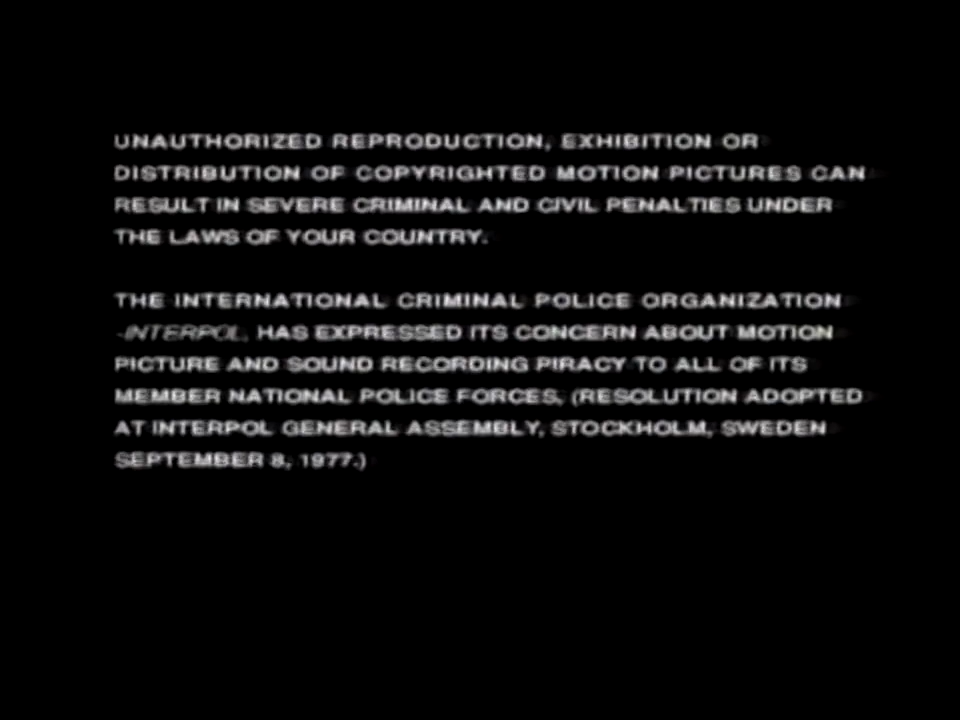 UNAUTHORIZED REPRODUCTION, EXHIBITION OR
DISTRIBUTION OF COPYRIGHTED MOTION PICTURES CAN
RESULT IN SEVERE CRIMINAL AND CIVIL PENALTIES UNDER
THE LAWS OF YOUR COUNTRY.
THE INTERNATIONAL CRIMINAL POLICE ORGANIZATION
-INTERPOL, HAS EXPRESSED ITS CONCERN ABOUT MOTION
PICTURE AND SOUND RECORDING PIRACY TO ALL OF ITS
MEMBER NATIONAL POLICE FORCES, (RESOLUTION ADOPTED
AT INTERPOL GENERAL ASSEMBLY, STOCKHOLM, SWEDEN
SEPTEMBER 8, 1977.)